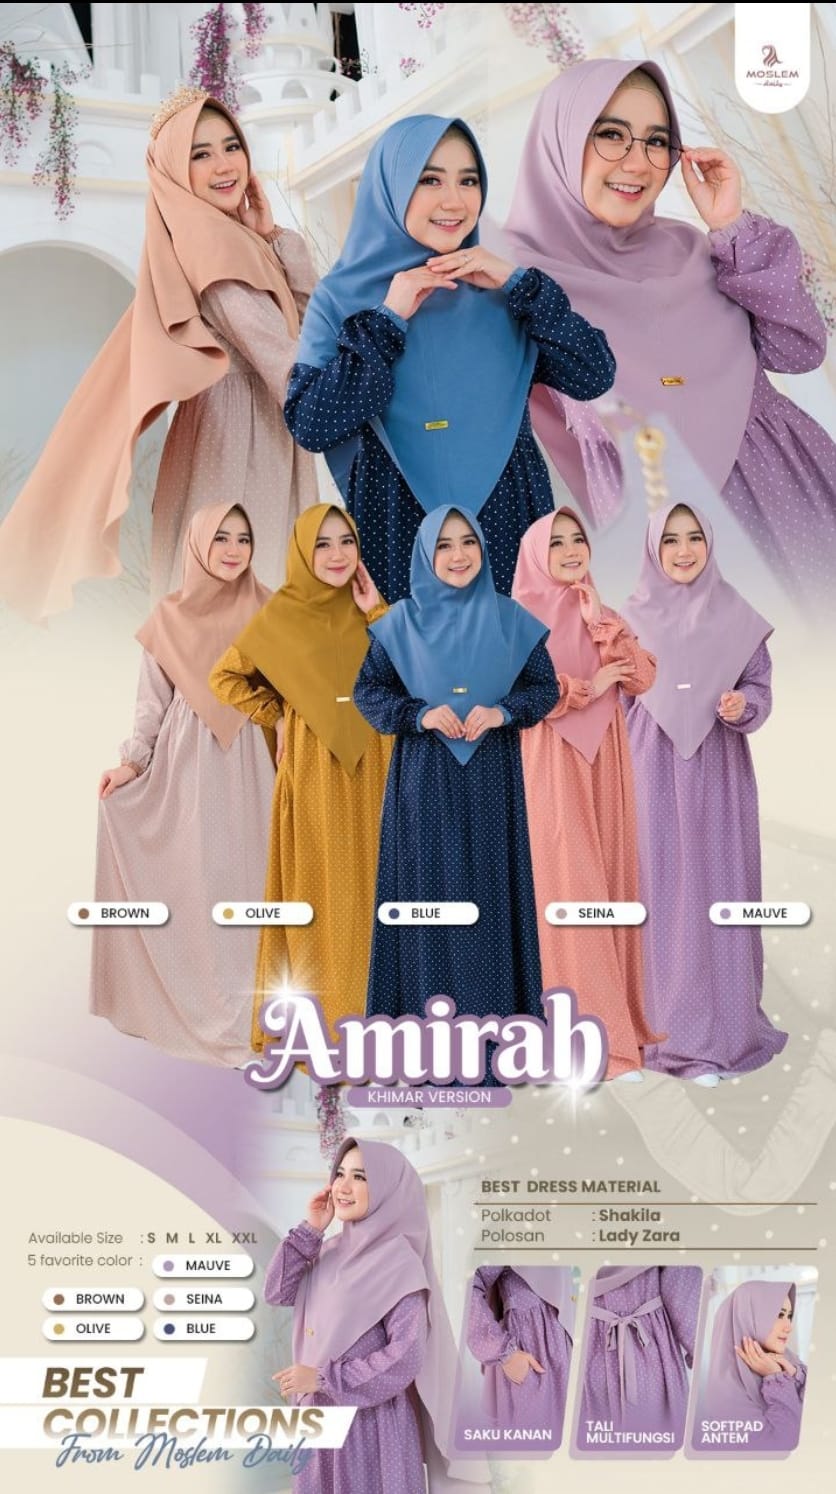 MOSLEM
daily
BROWN
OLIVE
BLUE
SEINA
MAUVE
Amirah
KHIMAR VERSION
Available Size : S M L XL XXL
5 favorite color :
MAUVE
BROWN
SEINA
OLIVE
BLUE
BEST
COLLECTIONS
From Moslem Daily
BEST DRESS MATERIAL
Polkadot : Shakila
Polosan : Lady Zara
SAKU KANAN
TALI
MULTIFUNGSI
SOFTPAD
ANTEM